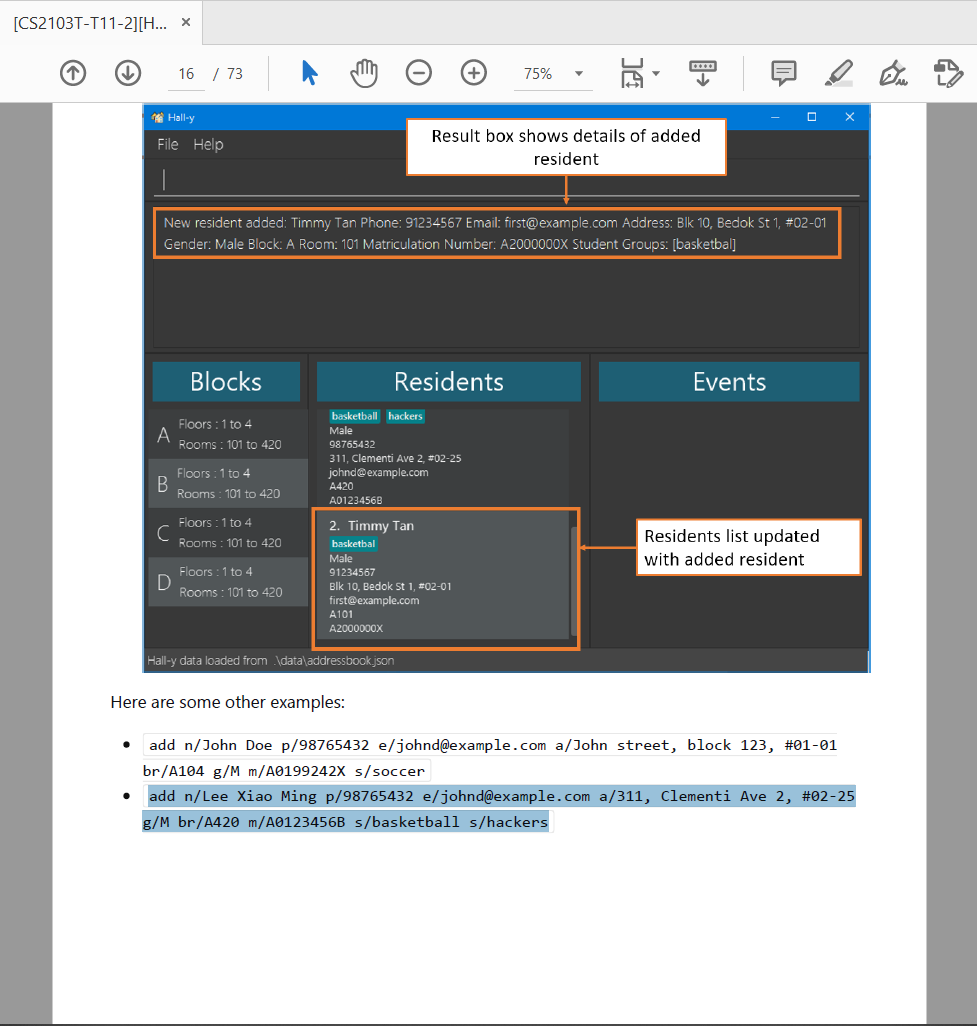 [CS2103T-T11-2][H...
16 / 73
75%
Hall-y
File Help
Result box shows details of added
resident
New resident added: Timmy Tan Phone: 91234567 Email: first@example.com Address: Blk 10, Bedok St 1, #02-01
Gender: Male Block: A Room: 101 Matriculation Number: A2000000X Student Groups: [basketbal]
Blocks
A
Floors : 1 to 4
Rooms : 101 to 420
B
Floors : 1 to 4
Rooms : 101 to 420
C
Floors : 1 to 4
Rooms : 101 to 420
D
Floors : 1 to 4
Rooms : 101 to 420
Residents
basketball hackers
Male
98765432
311, Clementi Ave 2, #02-25
johnd@example.com
A420
A0123456B
2. Timmy Tan
basketbal
Male
91234567
Blk 10, Bedok St 1, #02-01
first@example.com
A101
A2000000X
Events
Residents list updated
with added resident
Hall-y data loaded from .\data\addressbook.json
Here are some other examples:
• add n/John Doe p/98765432 e/johnd@example.com a/John street, block 123, #01-01
br/A104 g/M m/A0199242X s/soccer
• add n/Lee Xiao Ming p/98765432 e/johnd@example.com a/311, Clementi Ave 2, #02-25
g/M br/A420 m/A0123456B s/basketball s/hackers